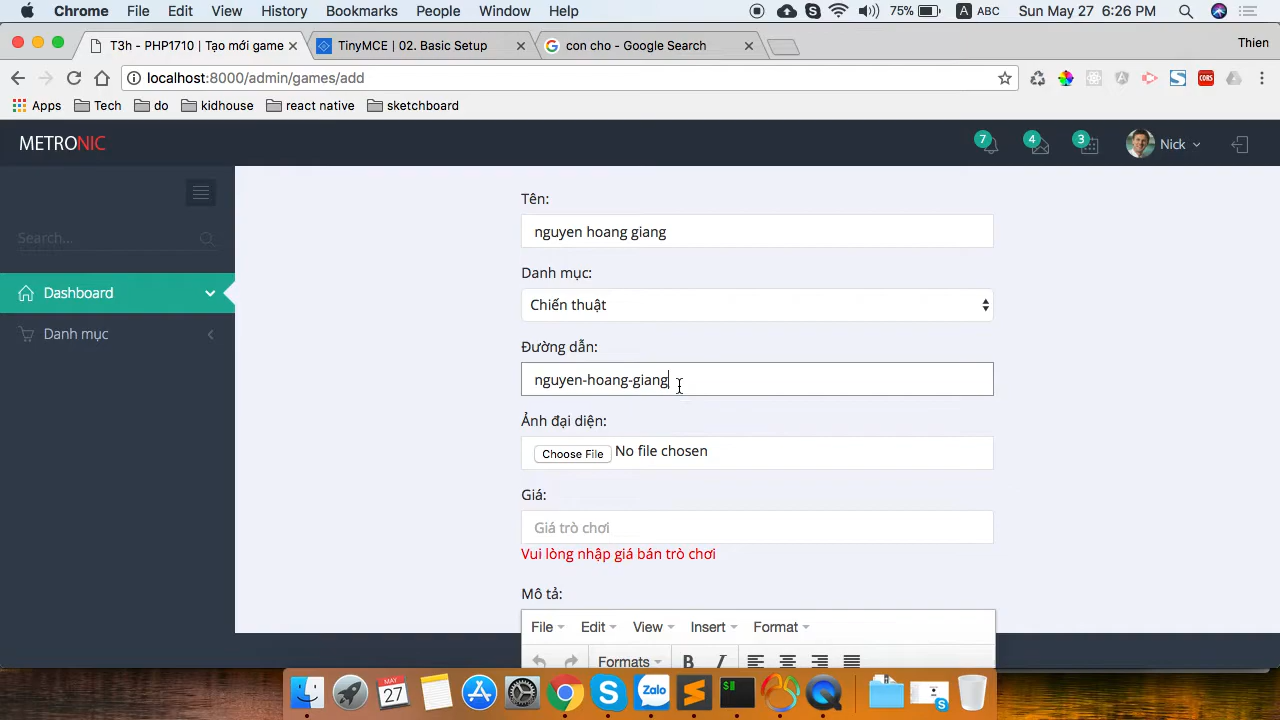 Chrome File Edit View History Bookmarks People Window Help 75% A ABC Sun May 27 6:26 PM
T3h - PHP1710 | Tạo mới game TinyMCE | 02. Basic Setup con cho - Google Search Thien
localhost:8000/admin/games/add CORS
Apps Tech do kidhouse react native sketchboard
METRONIC 7 4 3 Nick
Search...
Dashboard
Danh mục
Tên:
nguyen hoang giang
Danh mục:
Chiến thuật
Đường dẫn:
nguyen-hoang-giang
Ảnh đại diện:
Choose File No file chosen
Giá:
Giá trò chơi
Vui lòng nhập giá bán trò chơi
Mô tả:
File Edit View Insert Format
Formats B I
MAY 27 Zalo